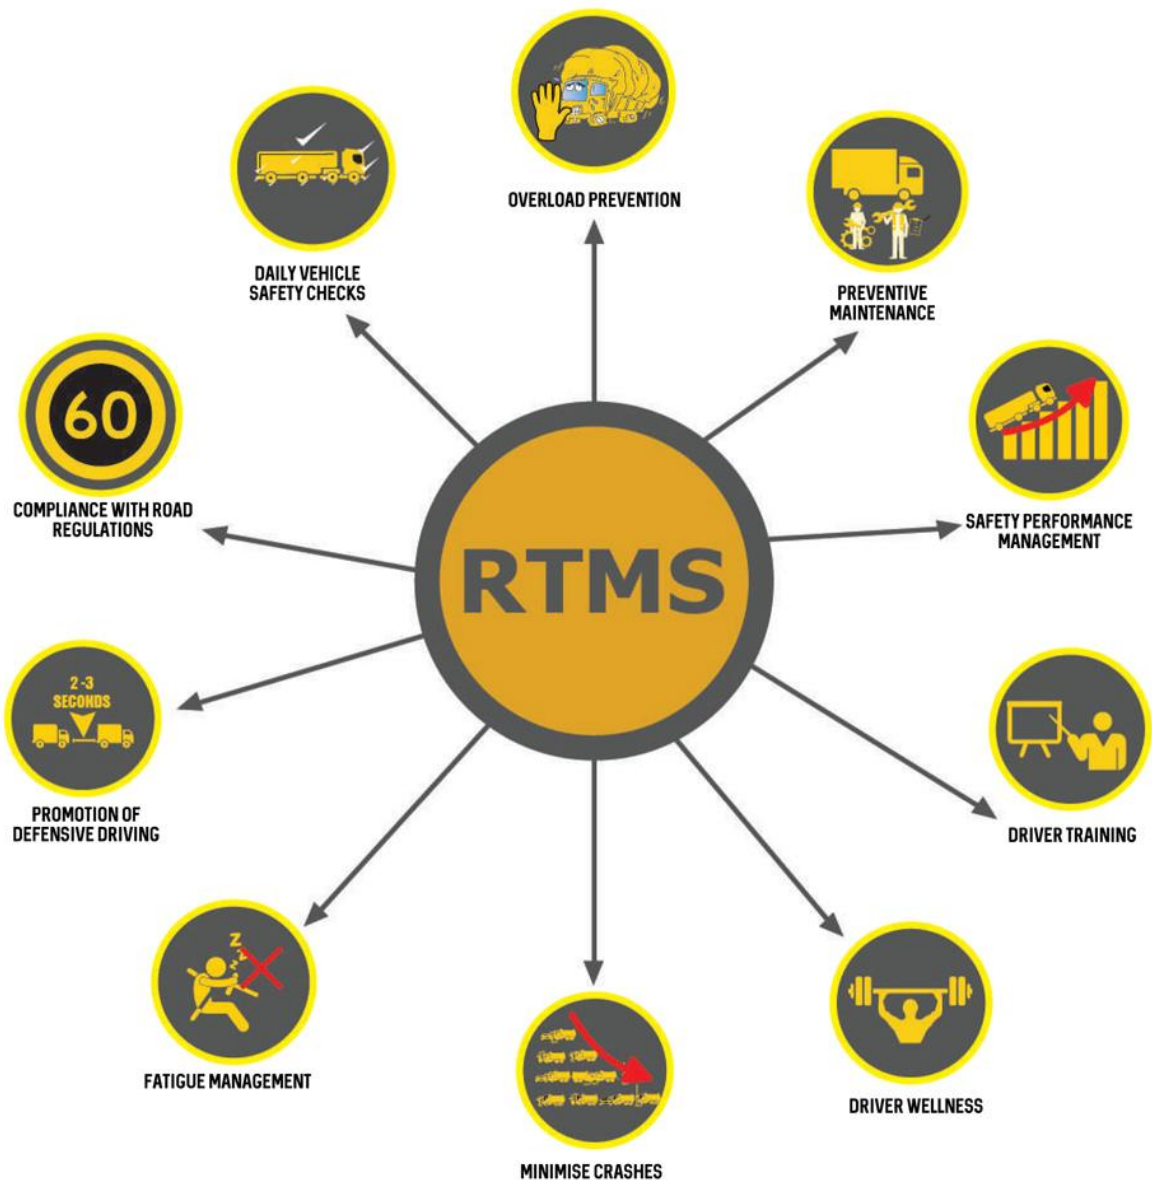 OVERLOAD PREVENTION
DAILY VEHICLE
SAFETY CHECKS
PREVENTIVE
MAINTENANCE
60
COMPLIANCE WITH ROAD
REGULATIONS
SAFETY PERFORMANCE
MANAGEMENT
RTMS
2-3
SECONDS
PROMOTION OF
DEFENSIVE DRIVING
DRIVER TRAINING
Z
Z
Z
FATIGUE MANAGEMENT
DRIVER WELLNESS
MINIMISE CRASHES